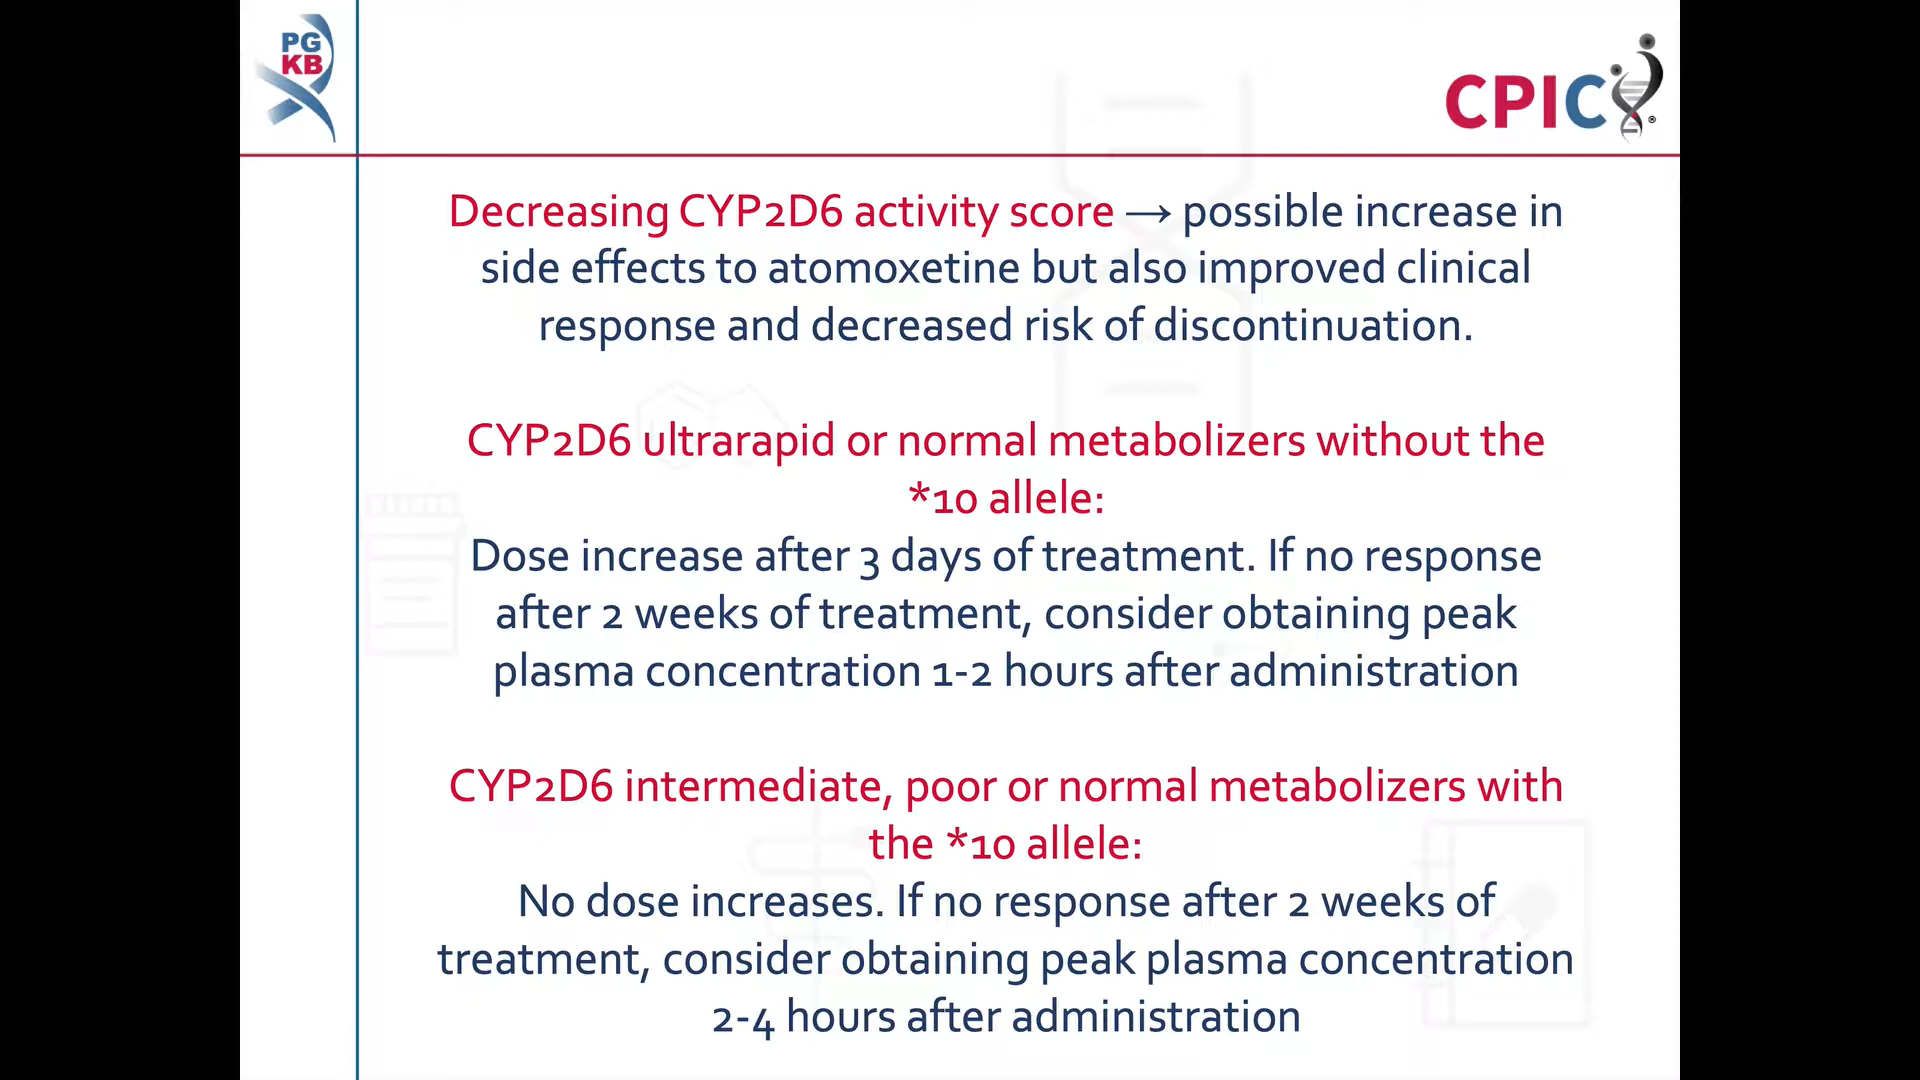 PG
KB
CPIC®
Decreasing CYP2D6 activity score → possible increase in
side effects to atomoxetine but also improved clinical
response and decreased risk of discontinuation.
CYP2D6 ultrarapid or normal metabolizers without the
*10 allele:
Dose increase after 3 days of treatment. If no response
after 2 weeks of treatment, consider obtaining peak
plasma concentration 1-2 hours after administration
CYP2D6 intermediate, poor or normal metabolizers with
the *10 allele:
No dose increases. If no response after 2 weeks of
treatment, consider obtaining peak plasma concentration
2-4 hours after administration